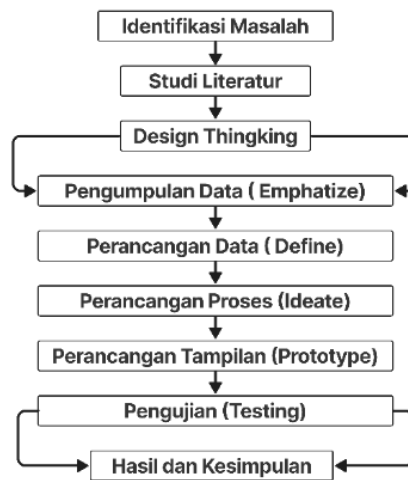 Identifikasi Masalah
Studi Literatur
Design Thingking
Pengumpulan Data ( Emphatize)
Perancangan Data ( Define)
Perancangan Proses (Ideate)
Perancangan Tampilan (Prototype)
Pengujian (Testing)
Hasil dan Kesimpulan